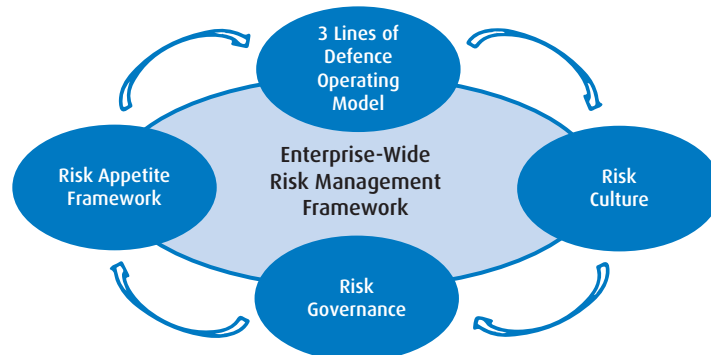 3 Lines of
Defence
Operating
Model
Enterprise-Wide
Risk Management
Framework
Risk Appetite
Framework
Risk
Culture
Risk
Governance